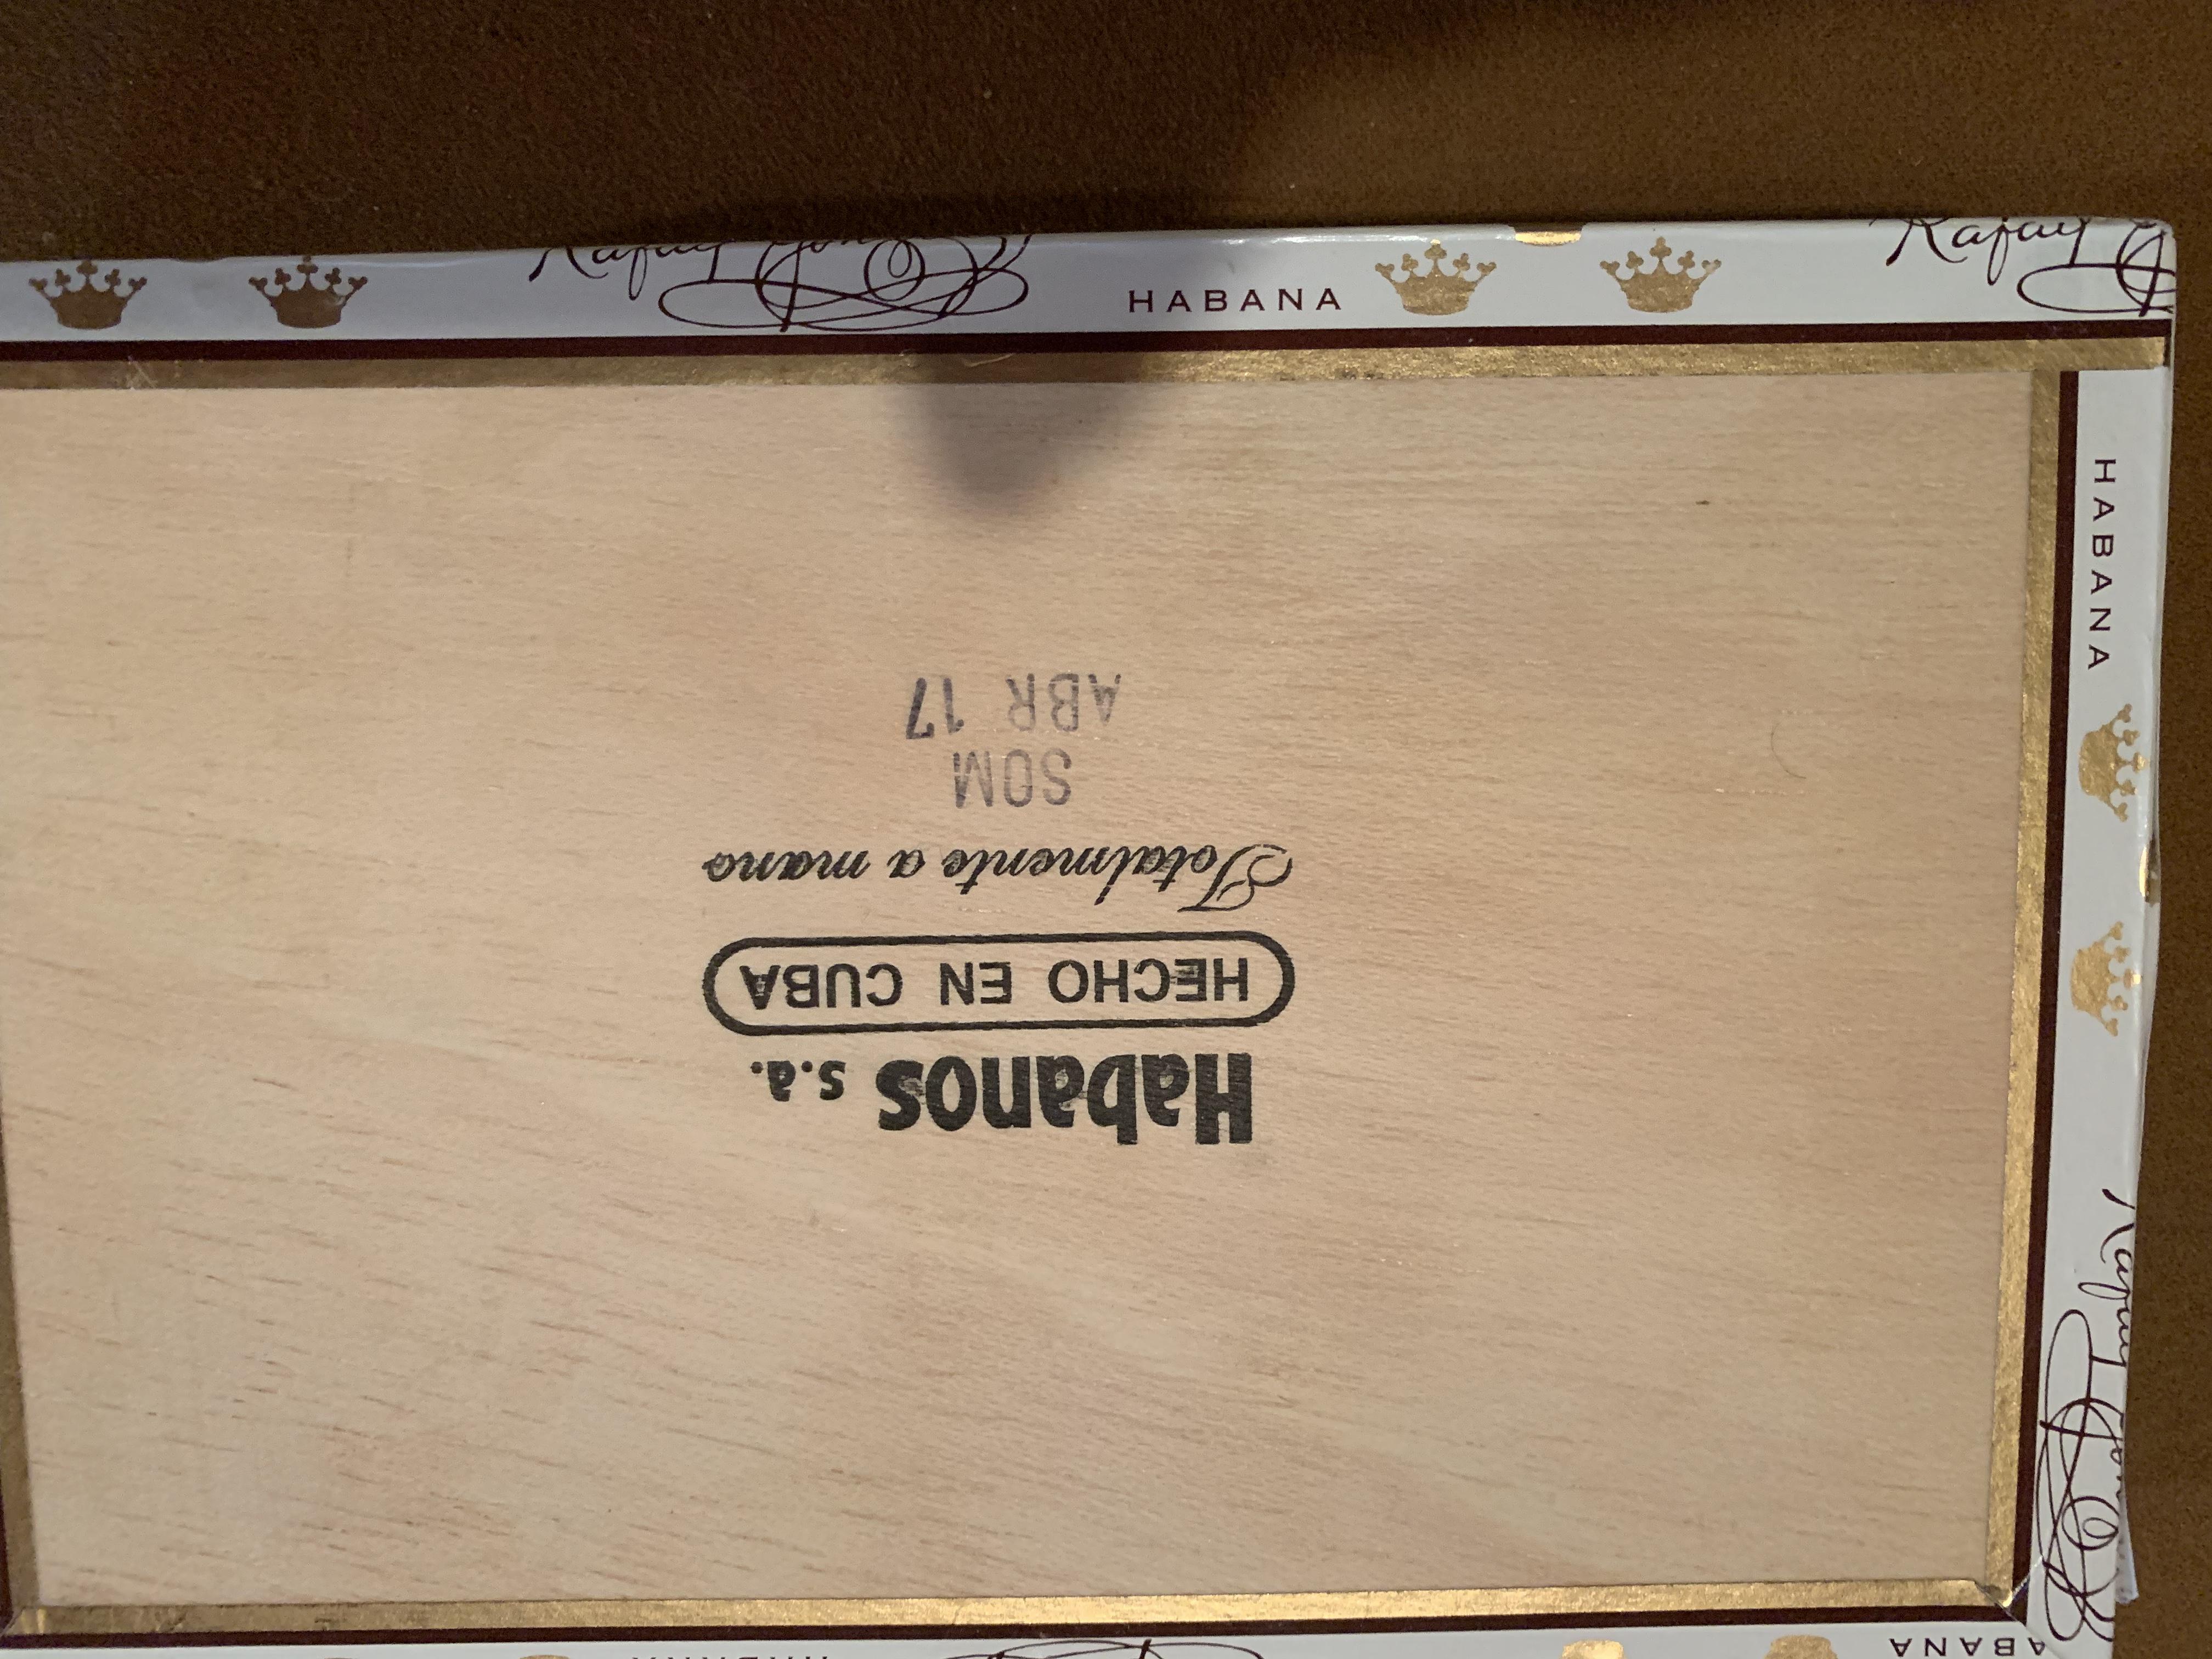 HABANA
HABANA
Habanos s.a.
HECHO EN CUBA
Totalmente a mano
SOM
ABR 17